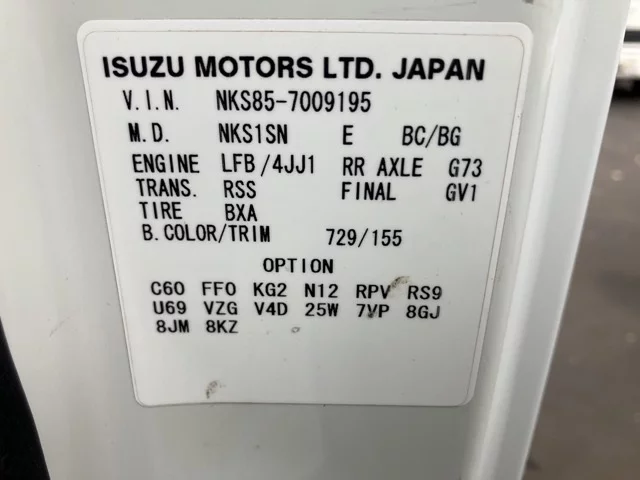 ISUZU MOTORS LTD. JAPAN
V.I.N. NKS85-7009195
M.D. NKS1SN E BC/BG
ENGINE LFB/4JJ1 RR AXLE G73
TRANS. RSS FINAL GV1
TIRE BXA
B.COLOR/TRIM 729/155
OPTION
C60 FF0 KG2 N12 RPV RS9
U69 VZG V4D 25W 7VP 8GJ
8JM 8KZ